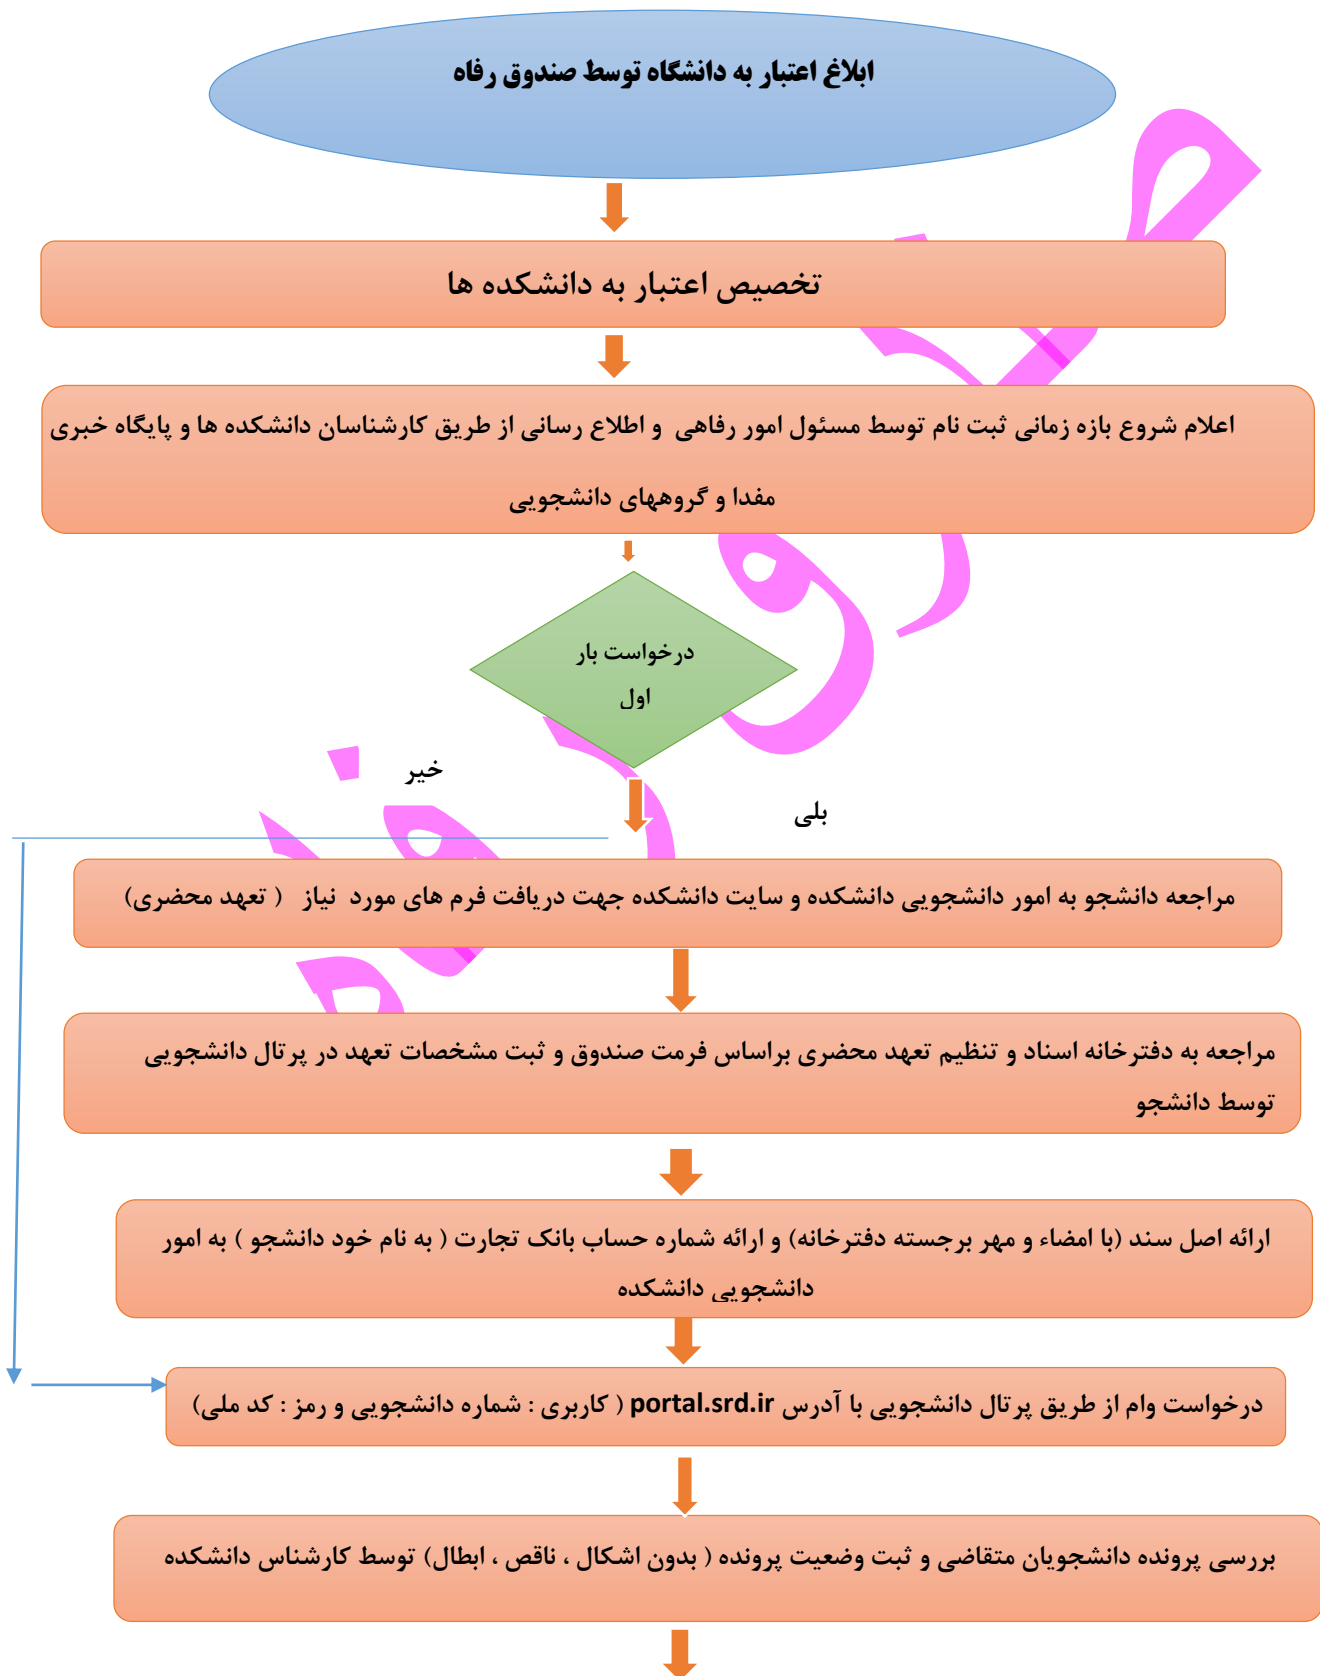 ابلاغ اعتبار به دانشگاه توسط صندوق رفاه
تخصیص اعتبار به دانشکده ها
اعلام شروع بازه زمانی ثبت نام توسط مسئول امور رفاهی و اطلاع رسانی از طریق کارشناسان دانشکده ها و پایگاه خبری
مفدا و گروههای دانشجویی
درخواست بار
اول
خیر
بلی
مراجعه دانشجو به امور دانشجویی دانشکده و سایت دانشکده جهت دریافت فرم های مورد نیاز ( تعهد محضری)
مراجعه به دفترخانه اسناد و تنظیم تعهد محضری براساس فرمت صندوق و ثبت مشخصات تعهد در پرتال دانشجویی
توسط دانشجو
ارائه اصل سند (با امضاء و مهر برجسته دفترخانه) و ارائه شماره حساب بانک تجارت ( به نام خود دانشجو ) به امور
دانشجویی دانشکده
درخواست وام از طریق پرتال دانشجویی با آدرس portal.srd.ir ( کاربری : شماره دانشجویی و رمز : کد ملی)
بررسی پرونده دانشجویان متقاضی و ثبت وضعیت پرونده ( بدون اشکال ، ناقص ، ابطال) توسط کارشناس دانشکده